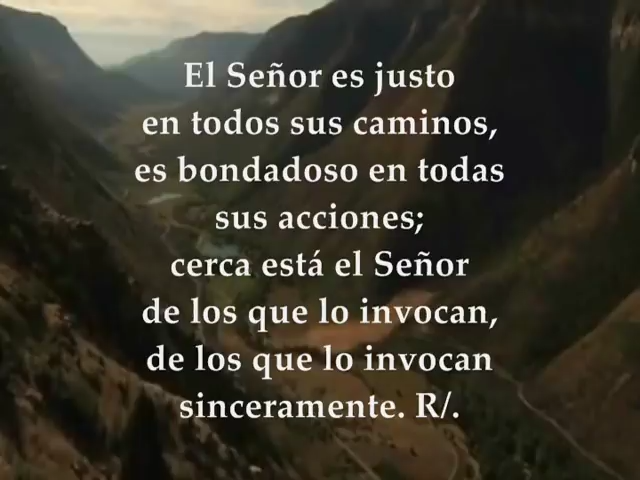 El Señor es justo
en todos sus caminos,
es bondadoso en todas
sus acciones;
cerca está el Señor
de los que lo invocan,
de los que lo invocan
sinceramente. R/.